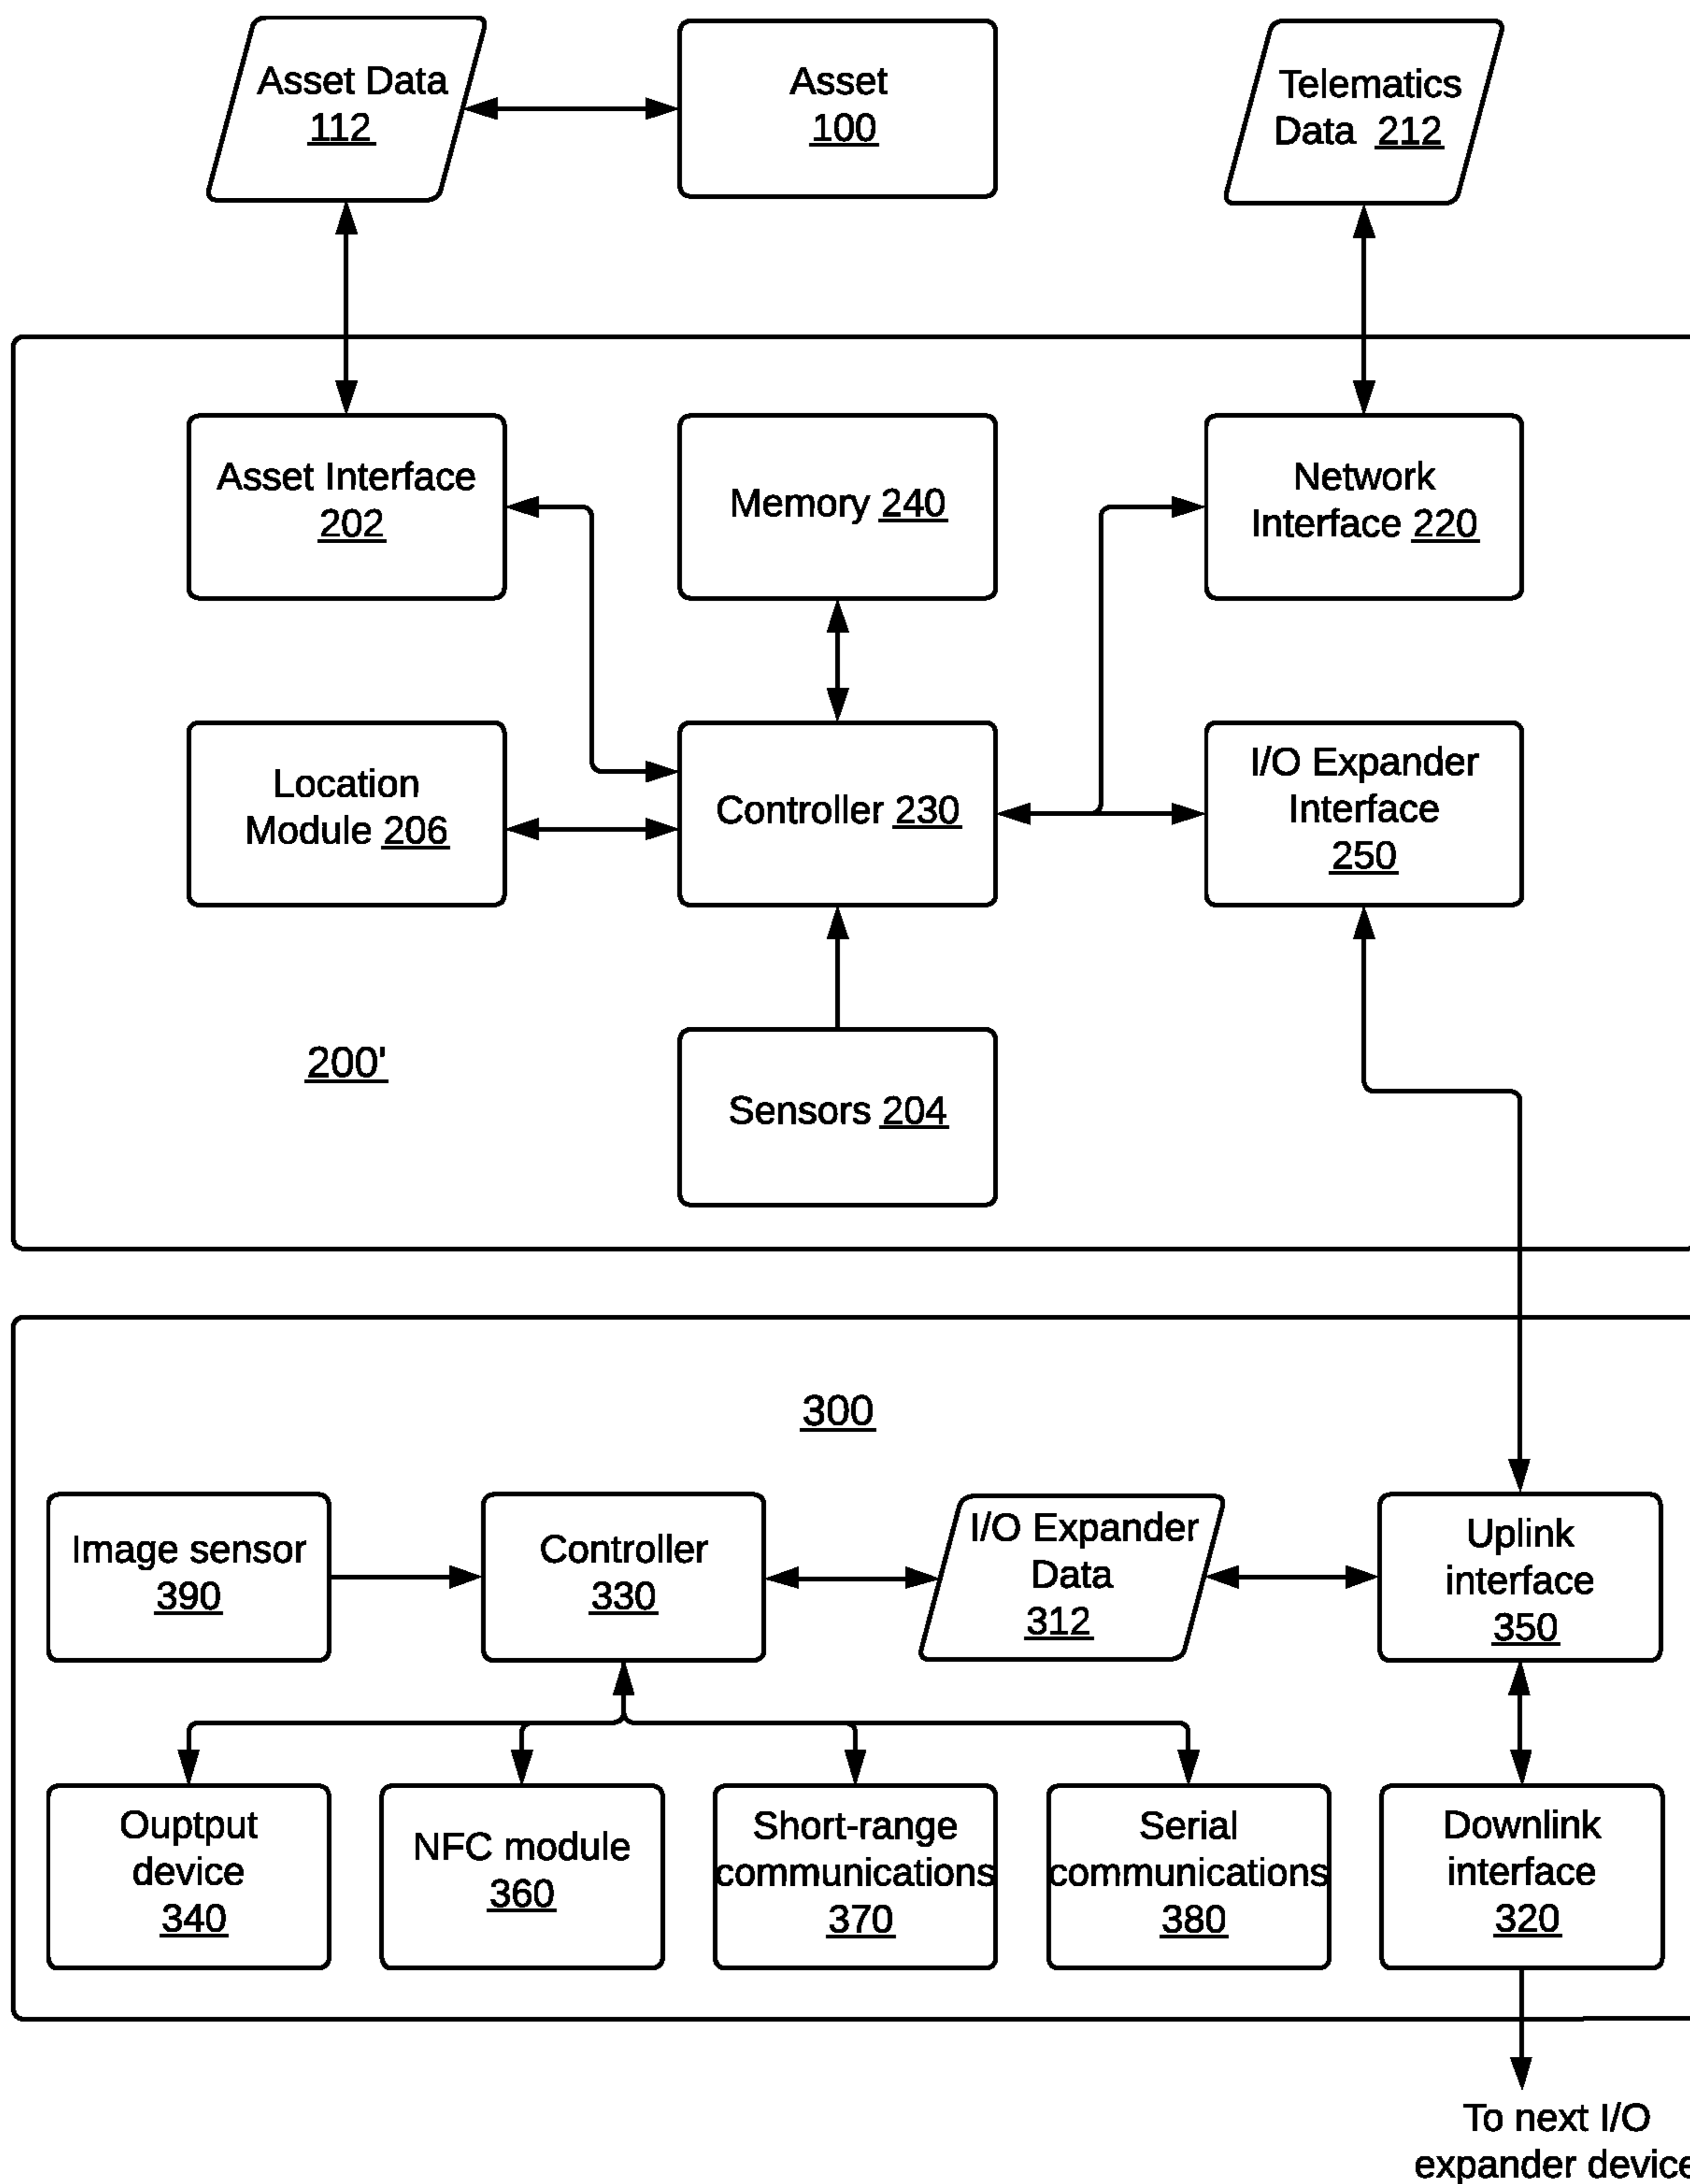 Asset Data
112
Asset
100
Telematics
Data 212
Asset Interface
202
Memory 240
Network
Interface 220
Location
Module 206
Controller 230
I/O Expander
Interface
250
200'
Sensors 204
300
Image sensor
390
Controller
330
I/O Expander
Data
312
Uplink
interface
350
Ouptput
device
340
NFC module
360
Short-range
communications
370
Serial
communications
380
Downlink
interface
320
To next I/O
expander device